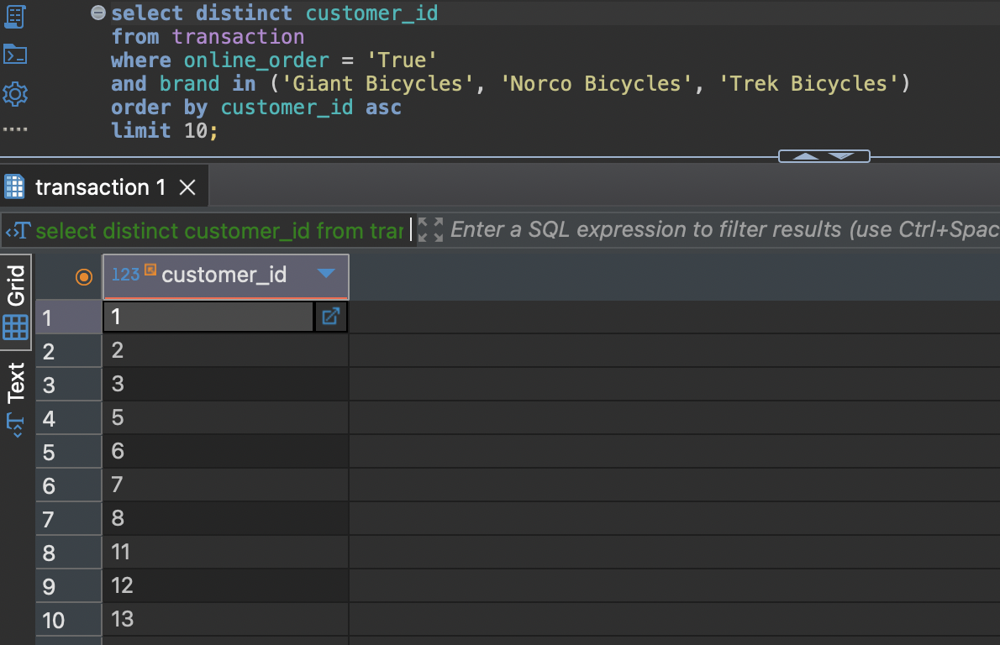 select distinct customer_id
from transaction
where online_order = 'True'
and brand in ('Giant Bicycles', 'Norco Bicycles', 'Trek Bicycles')
order by customer_id asc
limit 10;
transaction 1
select distinct customer_id from tran
Enter a SQL expression to filter results (use Ctrl+Spac
Grid
Text
123 customer_id
1 1
2 2
3 3
4 5
5 6
6 7
7 8
8 11
9 12
10 13